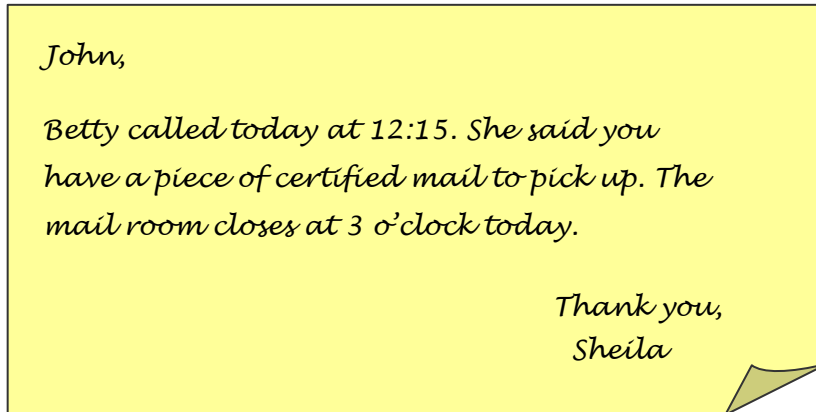 John,
Betty called today at 12:15. She said you
have a piece of certified mail to pick up. The
mail room closes at 3 o’clock today.
Thank you,
Sheila